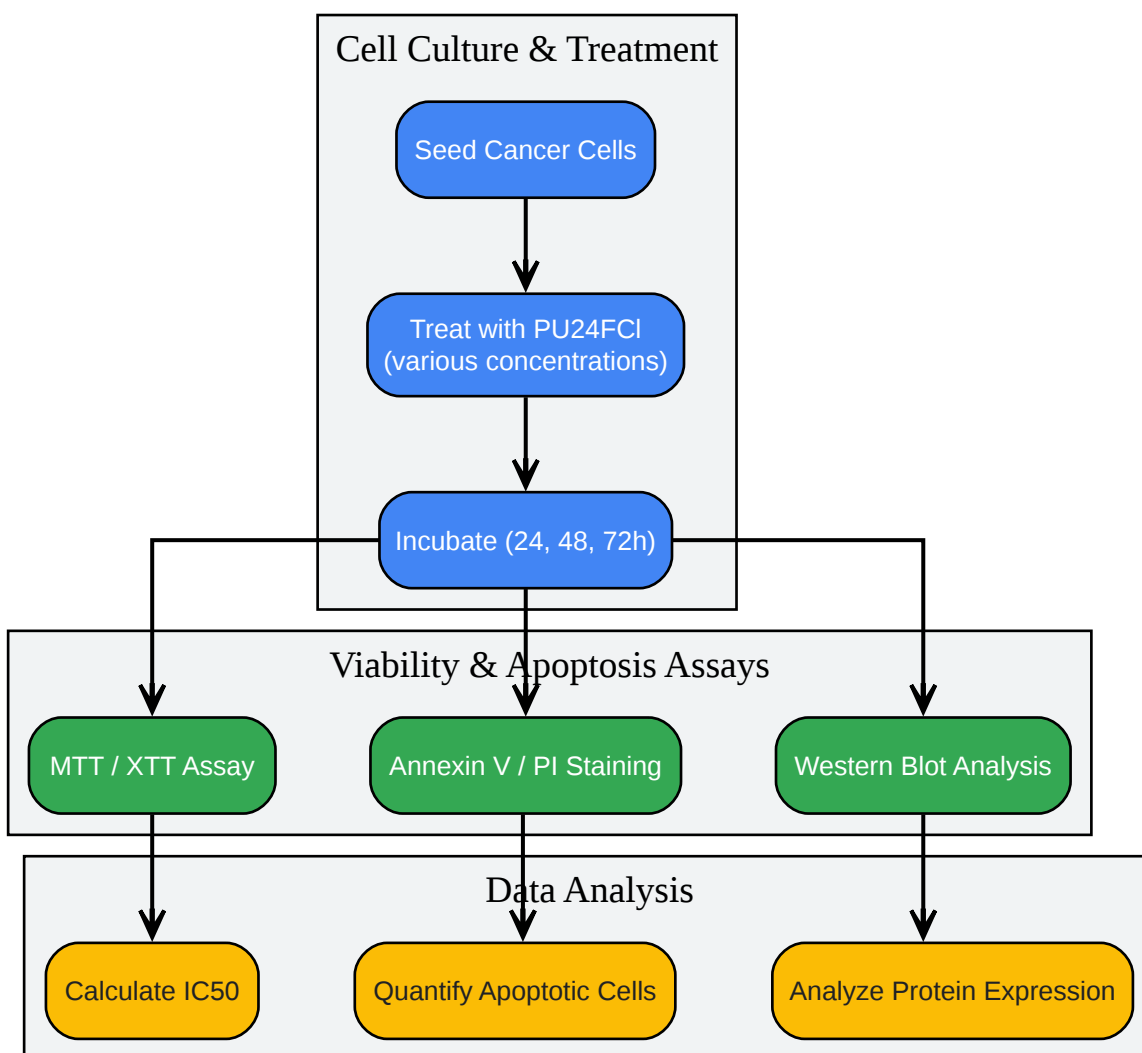 Cell Culture & Treatment
Seed Cancer Cells
Treat with PU24FCl
(various concentrations)
Incubate (24, 48, 72h)
Viability & Apoptosis Assays
MTT / XTT Assay
Annexin V / PI Staining
Western Blot Analysis
Data Analysis
Calculate IC50
Quantify Apoptotic Cells
Analyze Protein Expression